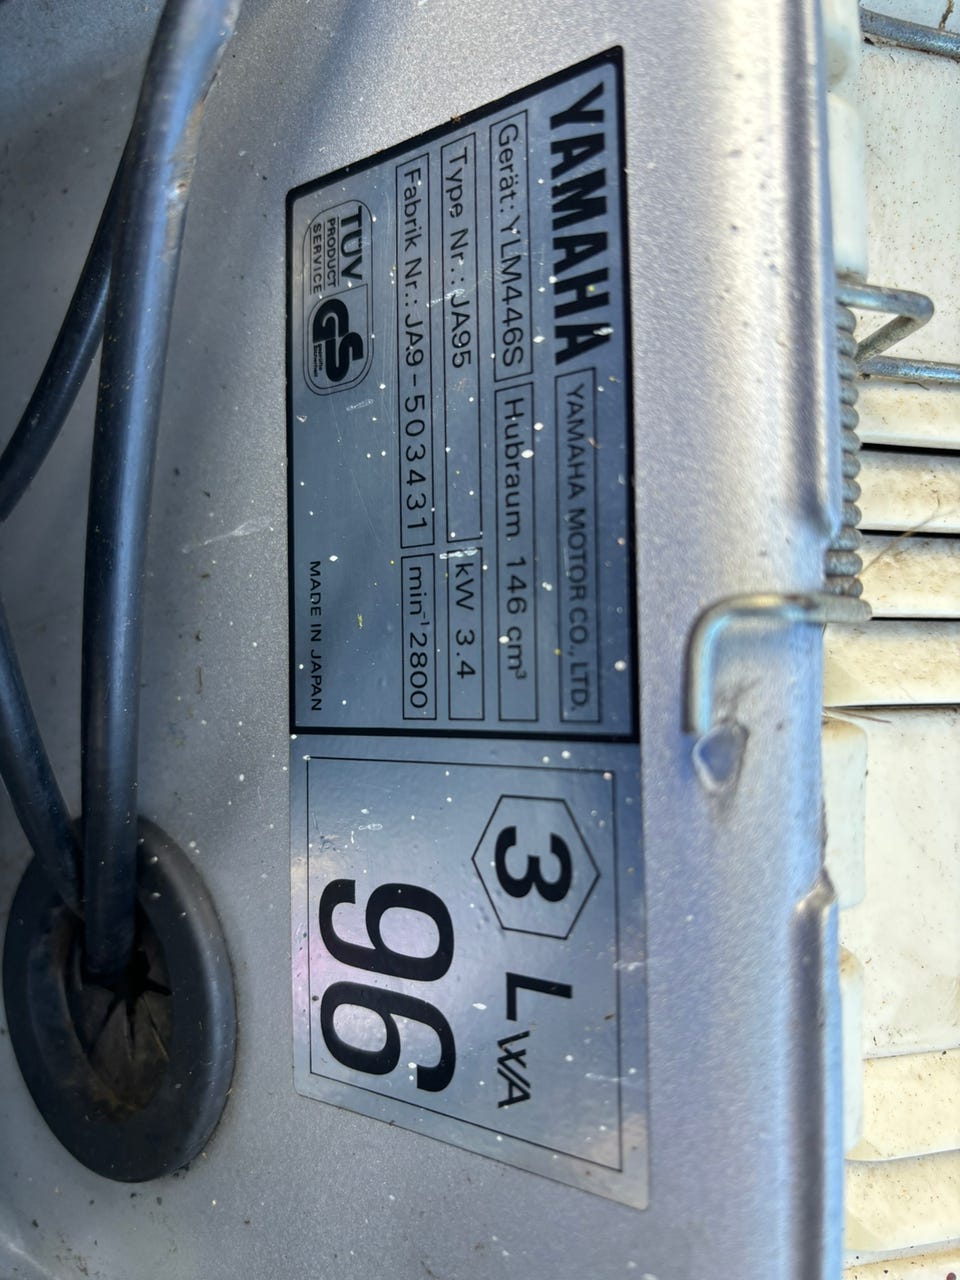 YAMAHA YAMAHA MOTOR CO., LTD.
Gerät: YLM446S Hubraum 146 cm³
Type Nr.: JA95 kW 3.4
Fabrik Nr.: JA9-503431 min⁻¹ 2800
TÜV
PRODUCT
SERVICE
GS
MADE IN JAPAN
3 LWA
96